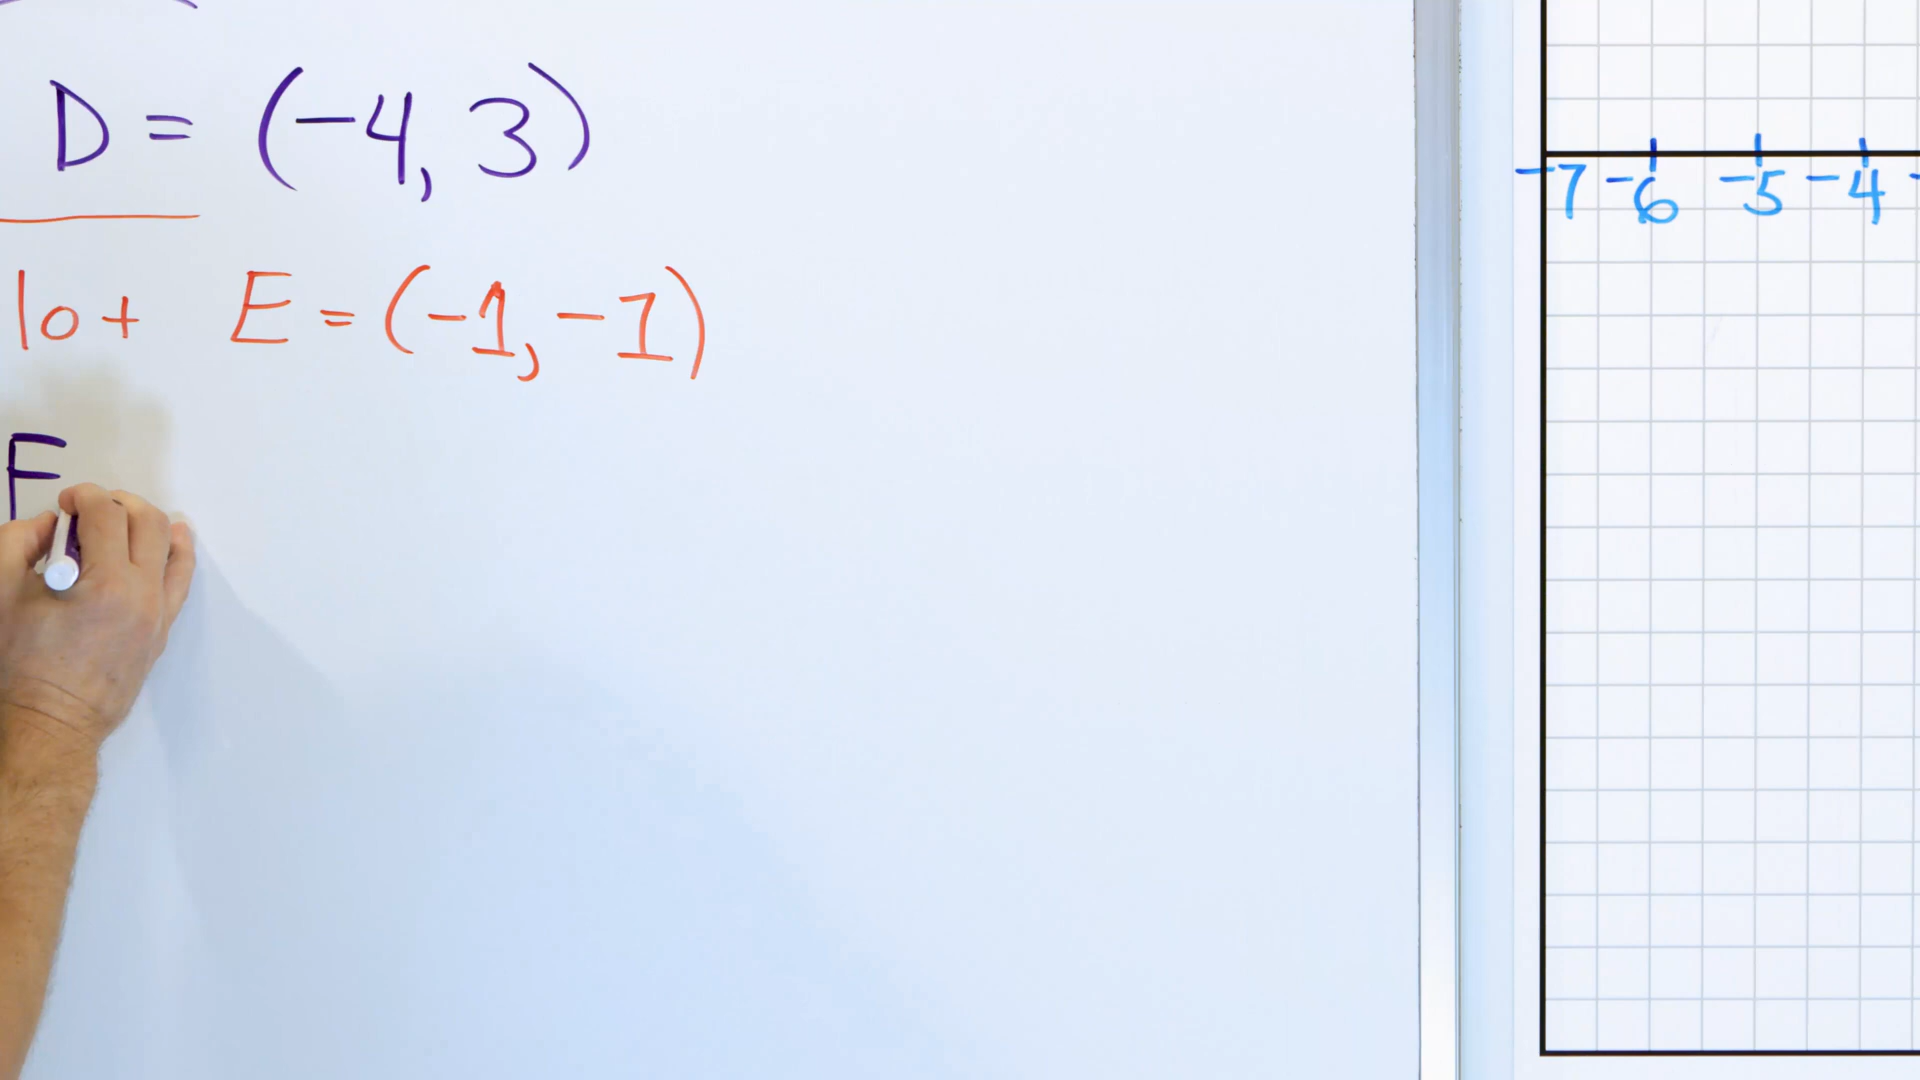 D = (-4, 3)
lot E = (-1, -1)
F
-7 -6 -5 -4